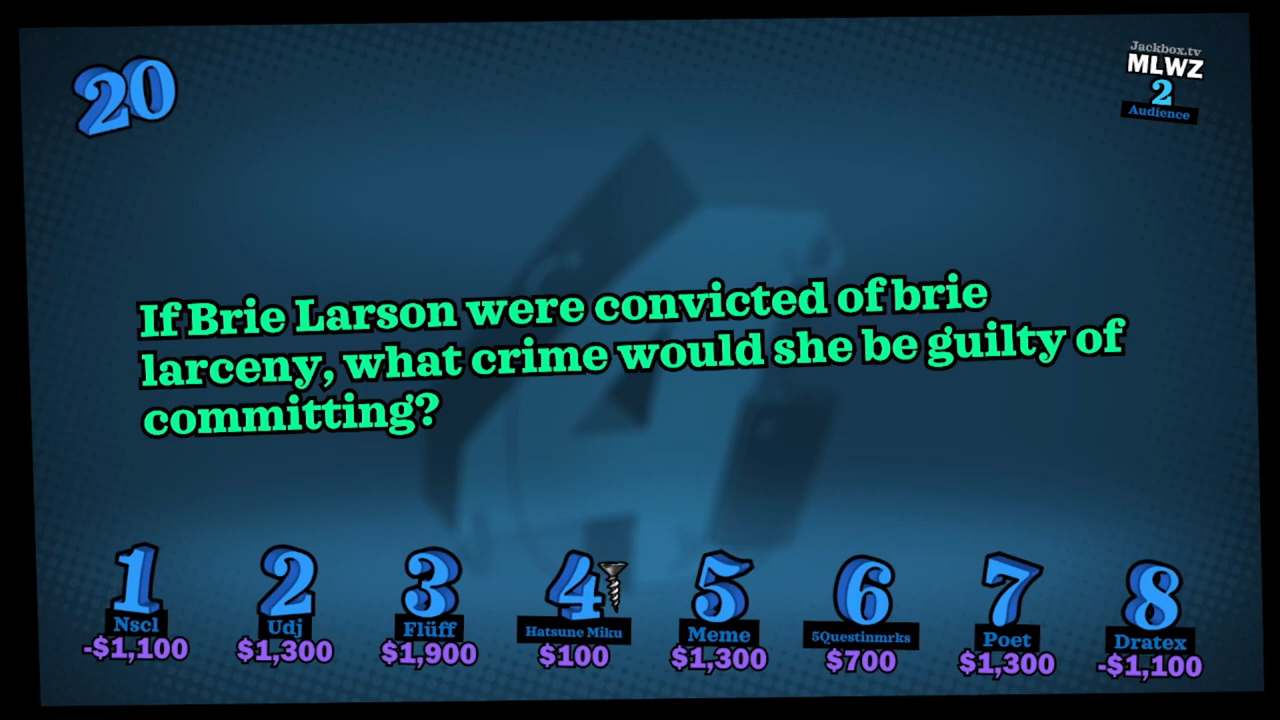 20
Jackbox.tv
MLWZ
2
Audience
If Brie Larson were convicted of brie
larceny, what crime would she be guilty of
committing?
1 2 3 4 5 6 7 8
Nscl Udj Flüff Hatsune Miku Meme 5Questinmrks Poet Dratex
-$1,100 $1,300 $1,900 $100 $1,300 $700 $1,300 -$1,100